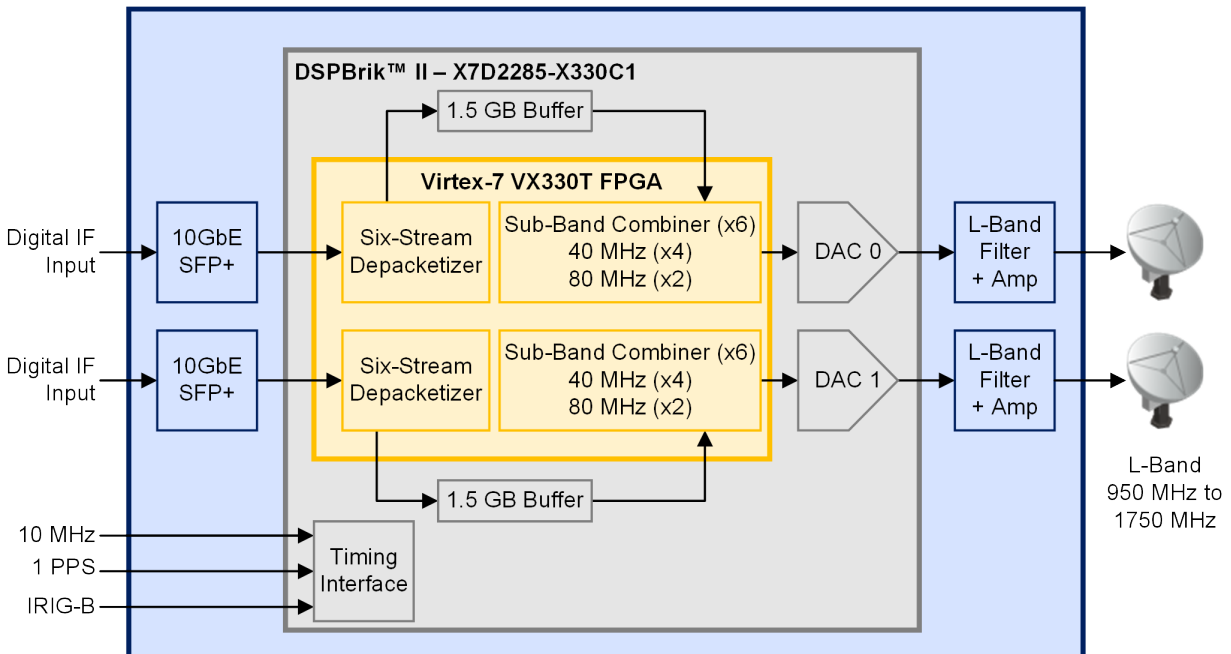 DSPBrik™ II – X7D2285-X330C1
1.5 GB Buffer
Virtex-7 VX330T FPGA
Digital IF
Input
10GbE
SFP+
Six-Stream
Depacketizer
Sub-Band Combiner (x6)
40 MHz (x4)
80 MHz (x2)
DAC 0
L-Band
Filter
+ Amp
Digital IF
Input
10GbE
SFP+
Six-Stream
Depacketizer
Sub-Band Combiner (x6)
40 MHz (x4)
80 MHz (x2)
DAC 1
L-Band
Filter
+ Amp
L-Band
950 MHz to
1750 MHz
1.5 GB Buffer
10 MHz
1 PPS
IRIG-B
Timing
Interface